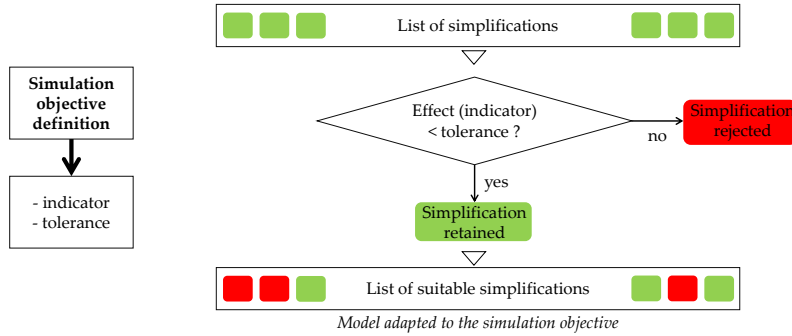 Simulation
objective
definition
- indicator
- tolerance
List of simplifications
Effect (indicator)
< tolerance ?
no
Simplification
rejected
yes
Simplification
retained
List of suitable simplifications
Model adapted to the simulation objective